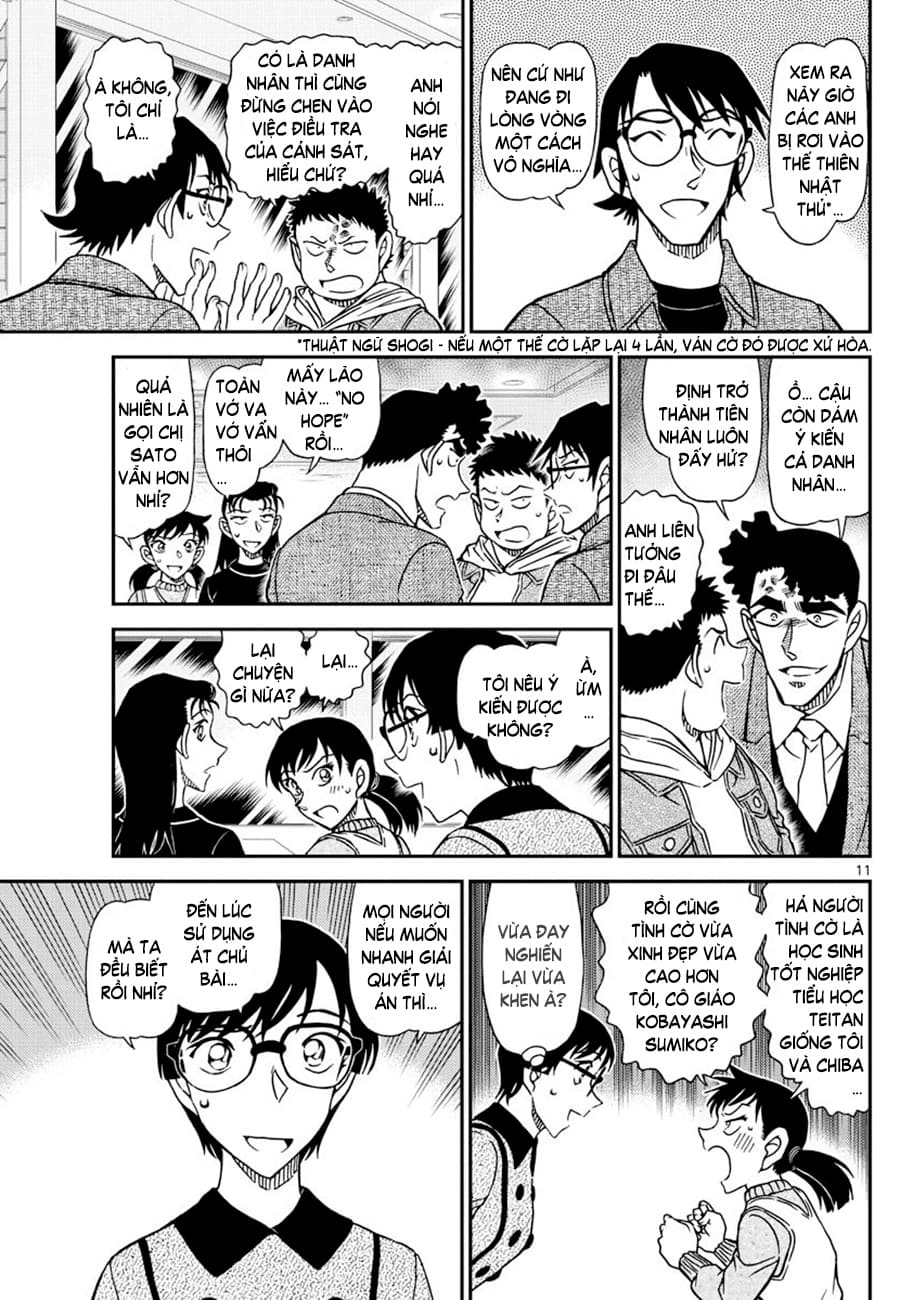 XEM RA
NÃY GIỜ
CÁC ANH
BỊ RƠI VÀO
THẾ THIÊN
NHẬT
THỦ*...
NÊN CỨ NHƯ
ĐANG ĐI
LÒNG VÒNG
MỘT CÁCH
VÔ NGHĨA...
ANH
NÓI
NGHE
HAY
QUÁ
NHỈ...
CÓ LÀ DANH
NHÂN THÌ CŨNG
ĐỪNG CHEN VÀO
VIỆC ĐIỀU TRA
CỦA CẢNH SÁT,
HIỂU CHỨ?
À KHÔNG,
TÔI CHỈ
LÀ...
*THUẬT NGỮ SHOGI - NẾU MỘT THẾ CỜ LẶP LẠI 4 LẦN, VÁN CỜ ĐÓ ĐƯỢC XỬ HÒA.
Ồ... CẬU
CÒN DÁM
Ý KIẾN
CẢ DANH
NHÂN...
ĐỊNH TRỞ
THÀNH TIÊN
NHÂN LUÔN
ĐẤY HỬ?
ANH LIÊN
TƯỞNG
ĐI ĐÂU
THẾ...
MẤY LÃO
NÀY... "NO
HOPE"
RỒI...
TOÀN
VỚ VA
VỚ VẨN
THÔI
...
QUẢ
NHIÊN LÀ
GỌI CHỊ
SATO
VẪN HƠN
NHỈ?
À,
ỪM
...
TÔI NÊU Ý
KIẾN ĐƯỢC
KHÔNG?
LẠI...
LẠI
CHUYỆN
GÌ NỮA?
11
HẢ NGƯỜI
TÌNH CỜ LÀ
HỌC SINH
TỐT NGHIỆP
TIỂU HỌC
TEITAN
GIỐNG TÔI
VÀ CHIBA
...
RỒI CŨNG
TÌNH CỜ VỪA
XINH ĐẸP VỪA
CAO HƠN
TÔI, CÔ GIÁO
KOBAYASHI
SUMIKO?
VỪA ĐAY
NGHIẾN
LẠI VỪA
KHEN À?
MỌI NGƯỜI
NẾU MUỐN
NHANH GIẢI
QUYẾT VỤ
ÁN THÌ...
ĐẾN LÚC
SỬ DỤNG
ÁT CHỦ
BÀI...
MÀ TA
ĐỀU BIẾT
RỒI NHỈ?